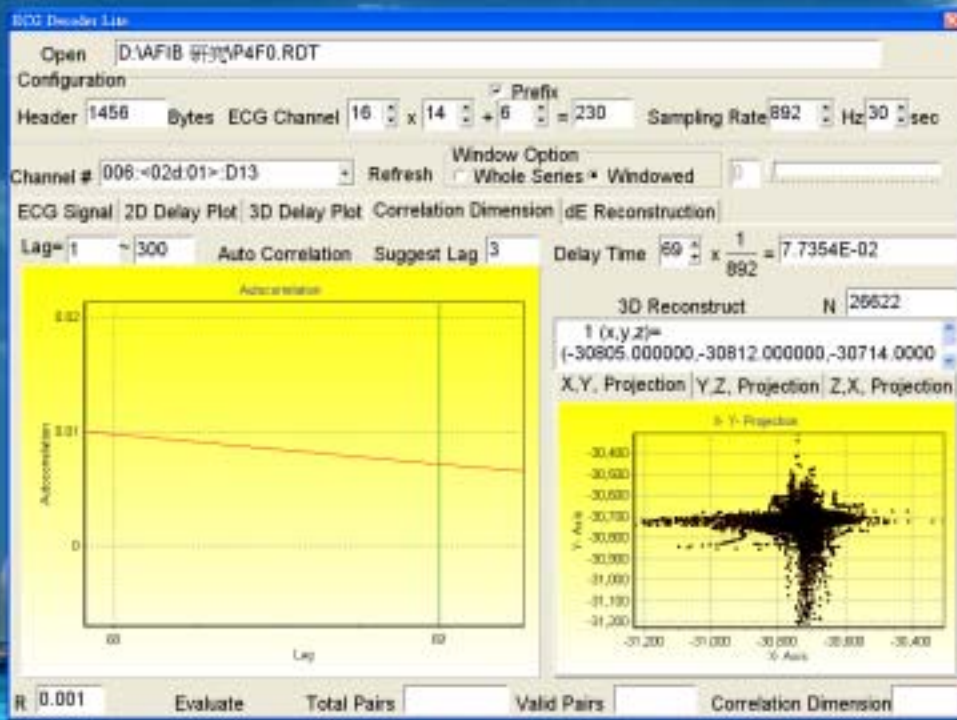 ECG Decoder Lite
Open D:\AFIB 研究\P4F0.RDT
Configuration
Prefix
Header 1456 Bytes ECG Channel 16 x 14 + 6 = 230 Sampling Rate 892 Hz 30 sec
Window Option
Channel # 006:<02d:01>:D13 Refresh Whole Series Windowed 0
ECG Signal 2D Delay Plot 3D Delay Plot Correlation Dimension dE Reconstruction
Lag= 1 ~ 300 Auto Correlation Suggest Lag 3 Delay Time 69 x 1/892 = 7.7354E-02
Autocorrelation
3D Reconstruct N 26622
1 (x,y,z)=
(-30805.000000,-30812.000000,-30714.0000
X,Y, Projection Y,Z, Projection Z,X, Projection
0.02
0.01
0
Autocorrelation
Lag
X- Y- Projection
-30,400
-30,600
-30,700
-30,800
-31,000
-31,100
-31,200
Y- Axis
-31,200 -31,000 -30,800 -30,600 -30,400
X- Axis
R 0.001 Evaluate Total Pairs Valid Pairs Correlation Dimension